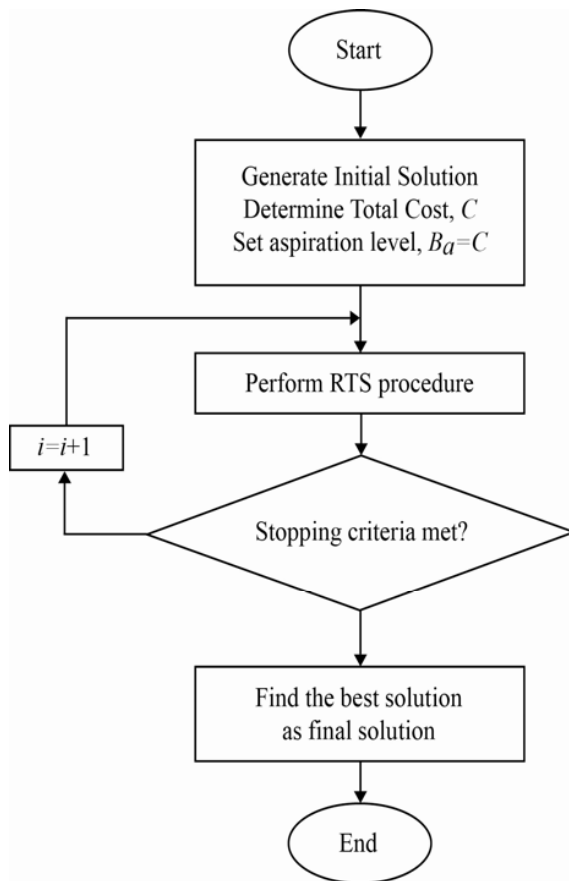 Start
Generate Initial Solution
Determine Total Cost, C
Set aspiration level, Ba=C
Perform RTS procedure
i=i+1
Stopping criteria met?
Find the best solution
as final solution
End